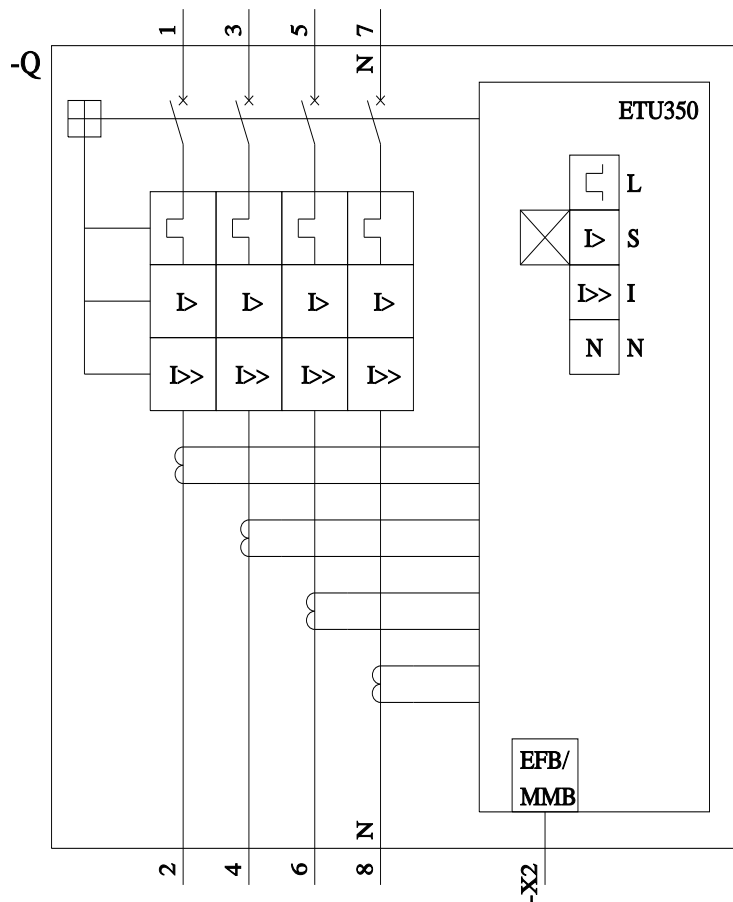 1 3 5 7
-Q N
ETU350
L
I> S
I> I> I> I> I>> I
N N
I>> I>> I>> I>>
EFB/
MMB
N
2 4 6 8 -X2